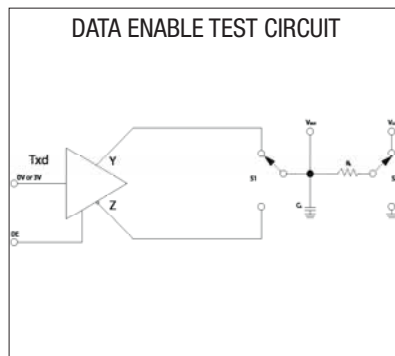 DATA ENABLE TEST CIRCUIT
Txd
Y
Z
0V or 3V
DE
S1